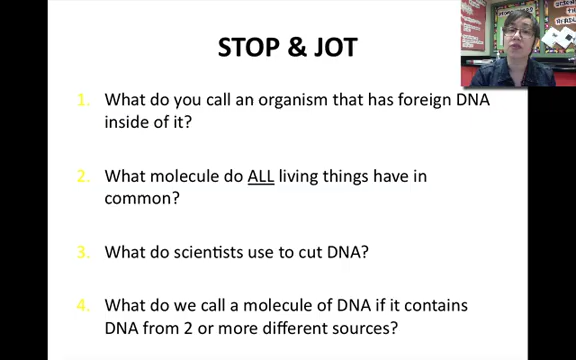 STOP & JOT
1. What do you call an organism that has foreign DNA
inside of it?
2. What molecule do ALL living things have in
common?
3. What do scientists use to cut DNA?
4. What do we call a molecule of DNA if it contains
DNA from 2 or more different sources?